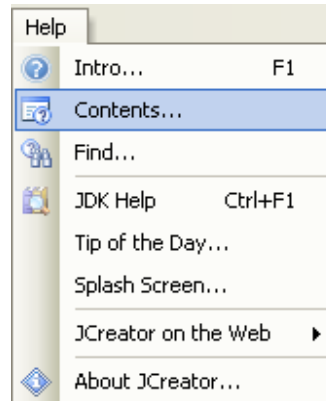 Help
Intro... F1
Contents...
Find...
JDK Help Ctrl+F1
Tip of the Day...
Splash Screen...
JCreator on the Web
About JCreator...